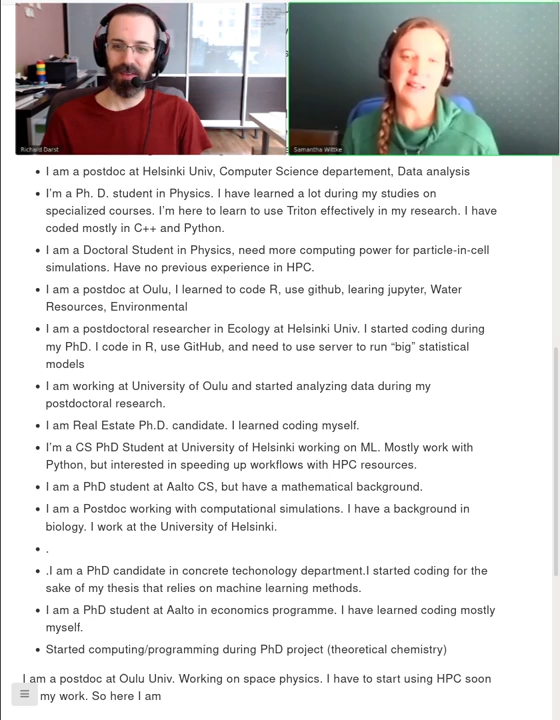 Richard Darst
Samantha Wittke
I am a postdoc at Helsinki Univ, Computer Science departement, Data analysis
I'm a Ph. D. student in Physics. I have learned a lot during my studies on
specialized courses. I'm here to learn to use Triton effectively in my research. I have
coded mostly in C++ and Python.
I am a Doctoral Student in Physics, need more computing power for particle-in-cell
simulations. Have no previous experience in HPC.
I am a postdoc at Oulu, I learned to code R, use github, learing jupyter, Water
Resources, Environmental
I am a postdoctoral researcher in Ecology at Helsinki Univ. I started coding during
my PhD. I code in R, use GitHub, and need to use server to run “big” statistical
models
I am working at University of Oulu and started analyzing data during my
postdoctoral research.
I am Real Estate Ph.D. candidate. I learned coding myself.
I'm a CS PhD Student at University of Helsinki working on ML. Mostly work with
Python, but interested in speeding up workflows with HPC resources.
I am a PhD student at Aalto CS, but have a mathematical background.
I am a Postdoc working with computational simulations. I have a background in
biology. I work at the University of Helsinki.
.
.I am a PhD candidate in concrete techonology department.I started coding for the
sake of my thesis that relies on machine learning methods.
I am a PhD student at Aalto in economics programme. I have learned coding mostly
myself.
Started computing/programming during PhD project (theoretical chemistry)
I am a postdoc at Oulu Univ. Working on space physics. I have to start using HPC soon
my work. So here I am